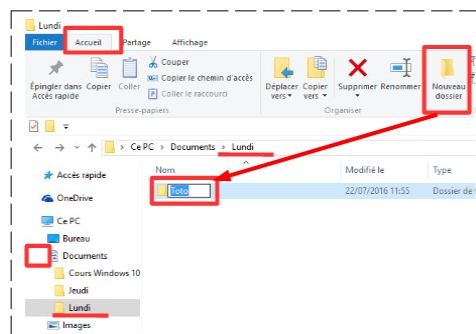 Lundi
Fichier Accueil Partage Affichage
Épingler dans Accès rapide
Copier
Coller
Couper
Copier le chemin d'accès
Coller le raccourci
Déplacer vers
Copier vers
Supprimer
Renommer
Nouveau dossier
Presse-papiers
Organiser
Ce PC Documents Lundi
Nom Modifié le Type
Toto 22/07/2016 11:55 Dossier de
Accès rapide
OneDrive
Ce PC
Bureau
Documents
Cours Windows 10
Jeudi
Lundi
Images